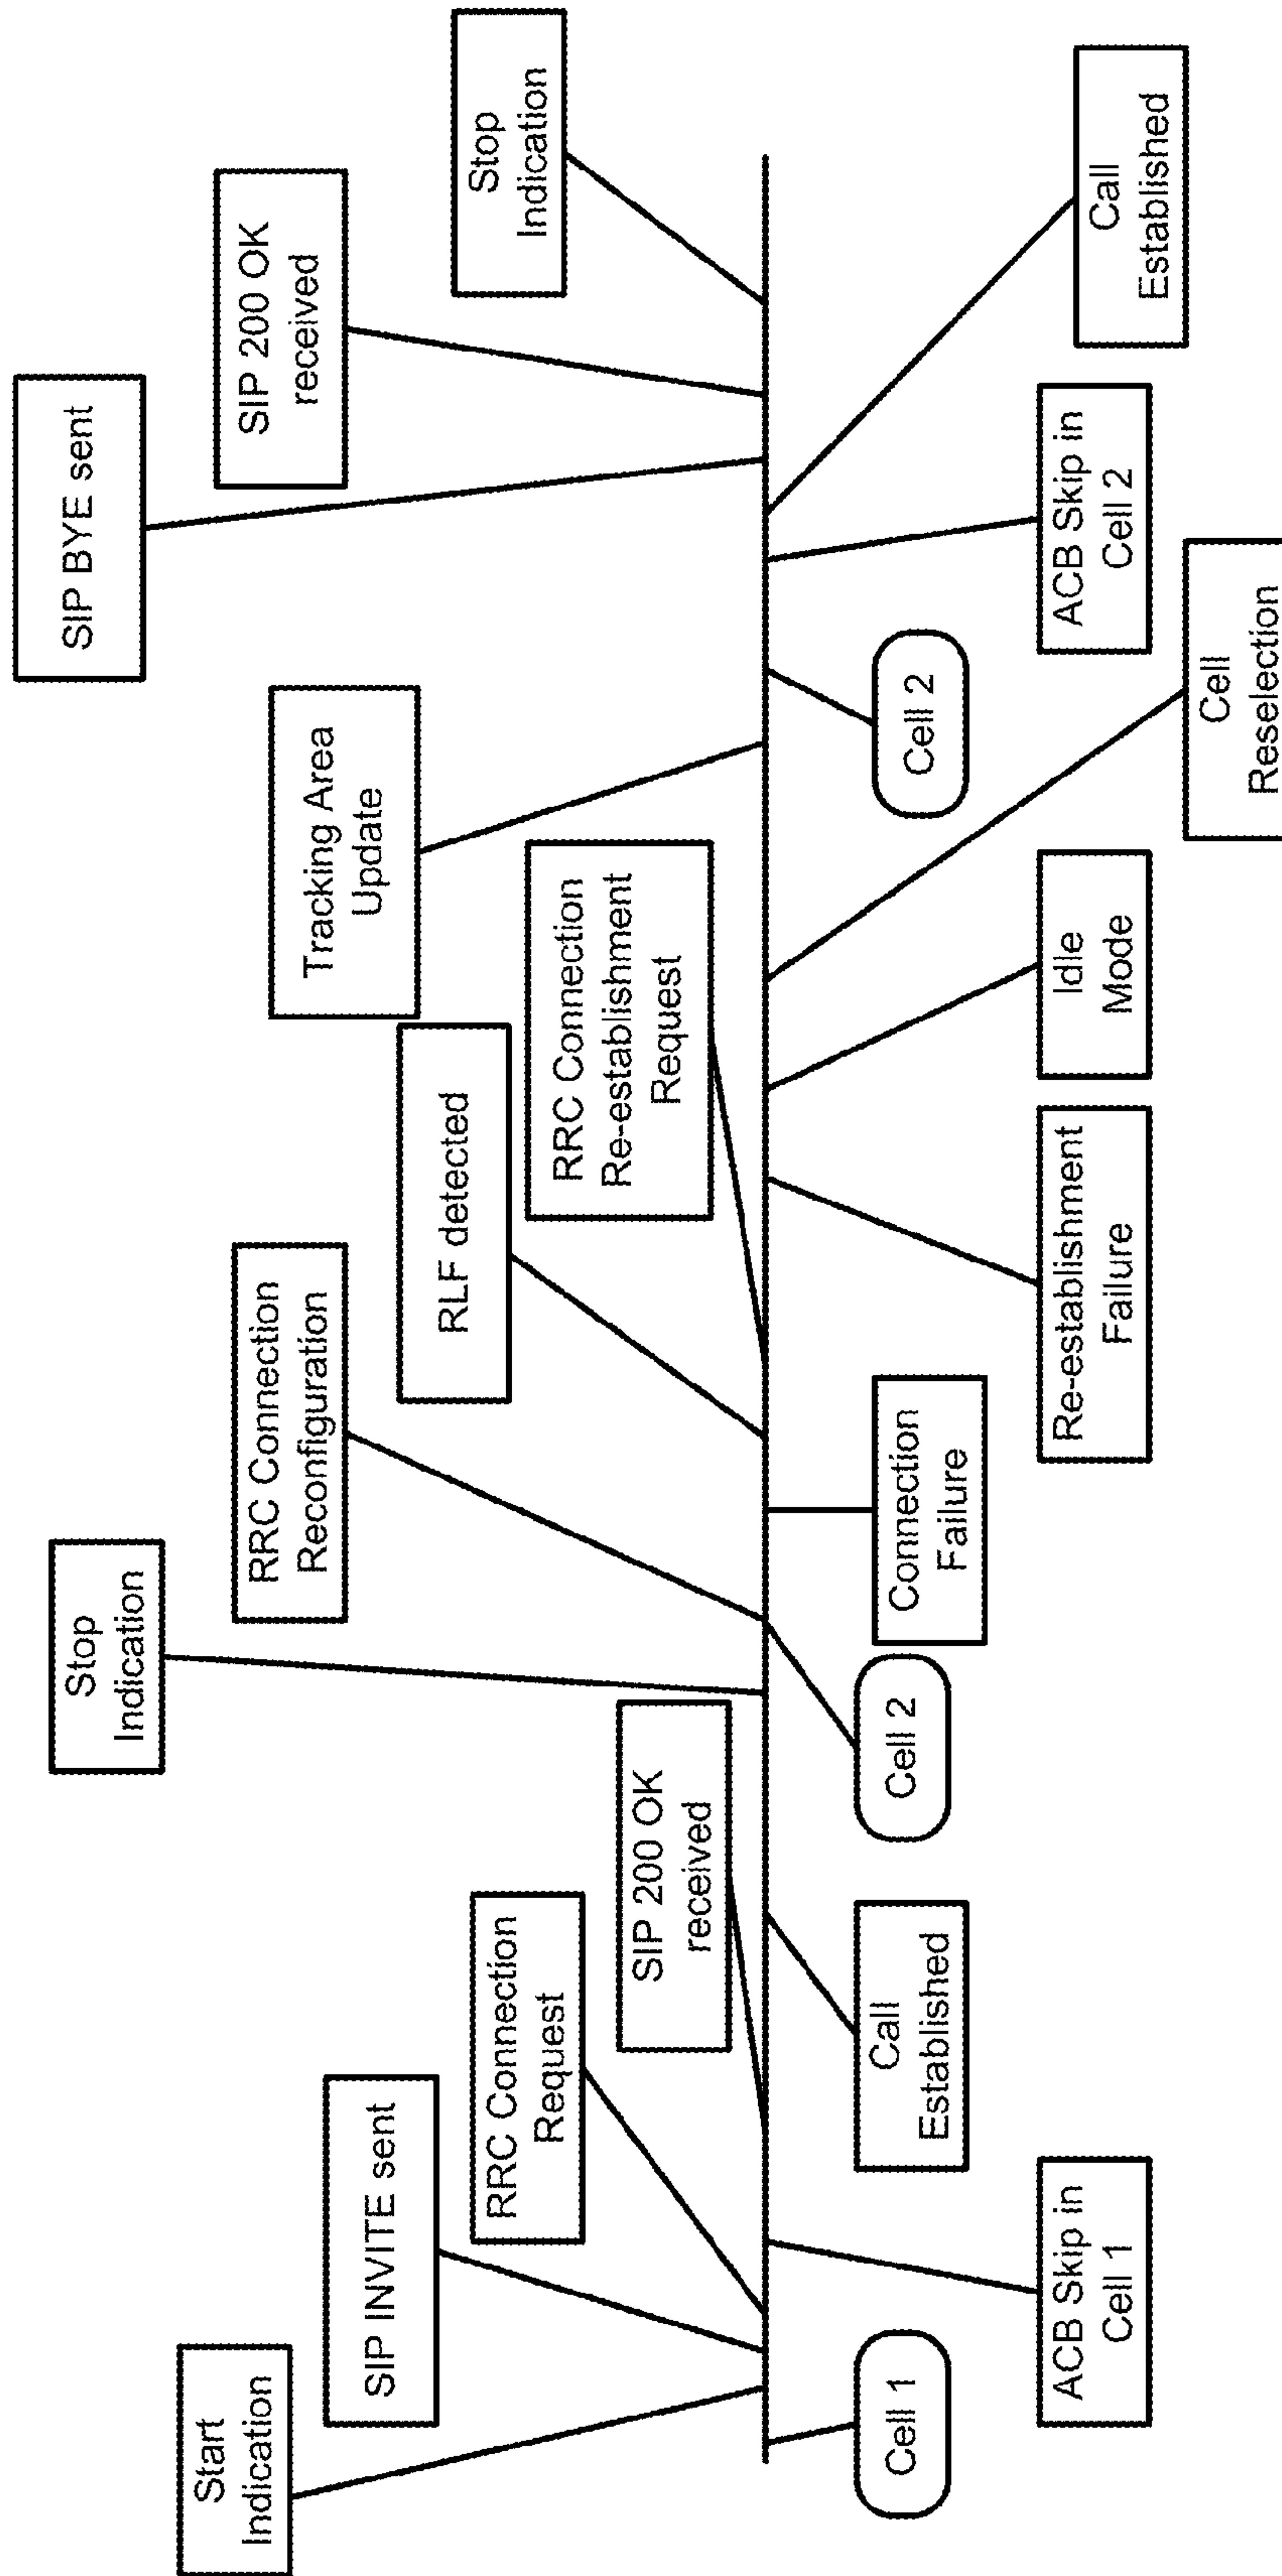 Start
Indication
SIP INVITE sent
RRC Connection
Request
SIP 200 OK
received
Stop
Indication
RRC Connection
Reconfiguration
RLF detected
RRC Connection
Re-establishment
Request
Tracking Area
Update
SIP BYE sent
SIP 200 OK
received
Stop
Indication
Cell 1
ACB Skip in
Cell 1
Call
Established
Cell 2
Connection
Failure
Re-establishment
Failure
Idle
Mode
Cell
Reselection
Cell 2
ACB Skip in
Cell 2
Call
Established